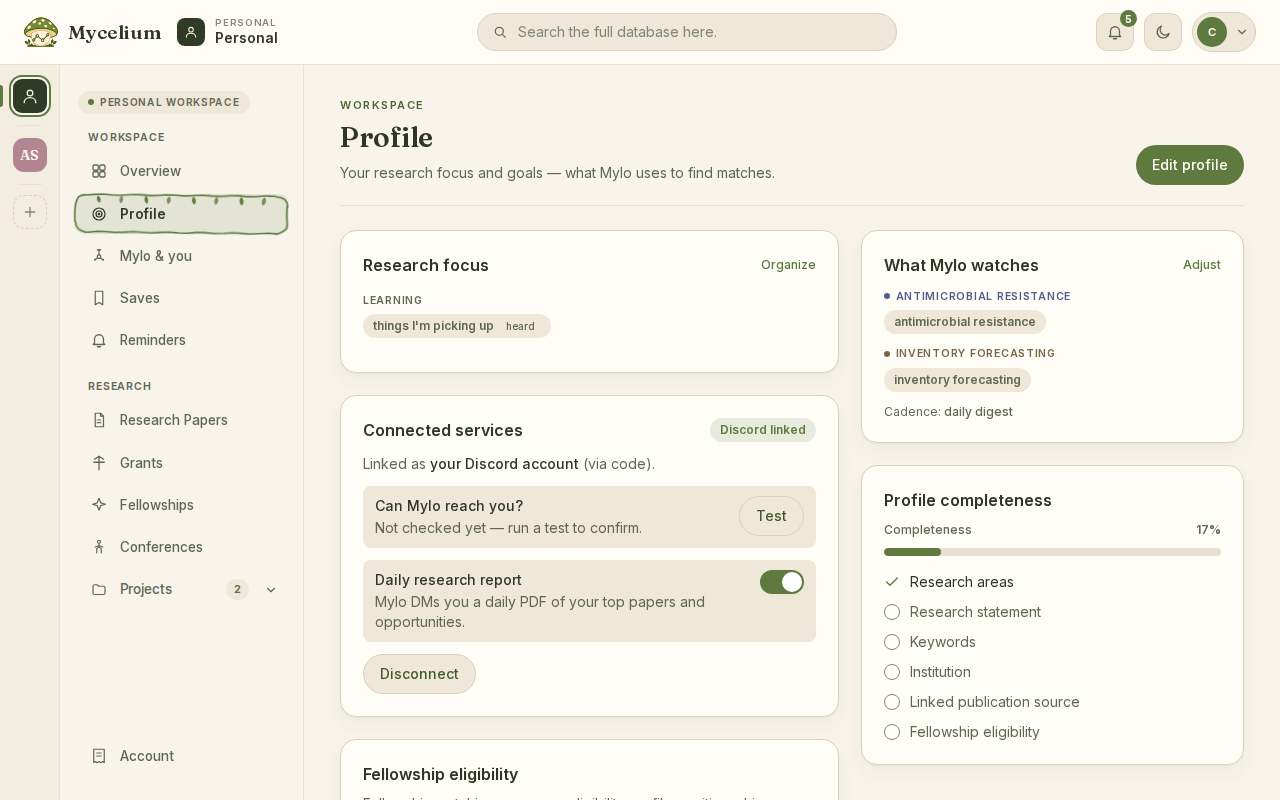 Mycelium
PERSONAL
Personal
Search the full database here.
5
C
AS
PERSONAL WORKSPACE
WORKSPACE
Overview
Profile
Mylo & you
Saves
Reminders
RESEARCH
Research Papers
Grants
Fellowships
Conferences
Projects 2
Account
WORKSPACE
Profile
Your research focus and goals — what Mylo uses to find matches.
Edit profile
Research focus
Organize
LEARNING
things I'm picking up heard
Connected services
Discord linked
Linked as your Discord account (via code).
Can Mylo reach you?
Not checked yet — run a test to confirm.
Test
Daily research report
Mylo DMs you a daily PDF of your top papers and
opportunities.
Disconnect
Fellowship eligibility
What Mylo watches
Adjust
ANTIMICROBIAL RESISTANCE
antimicrobial resistance
INVENTORY FORECASTING
inventory forecasting
Cadence: daily digest
Profile completeness
Completeness 17%
Research areas
Research statement
Keywords
Institution
Linked publication source
Fellowship eligibility